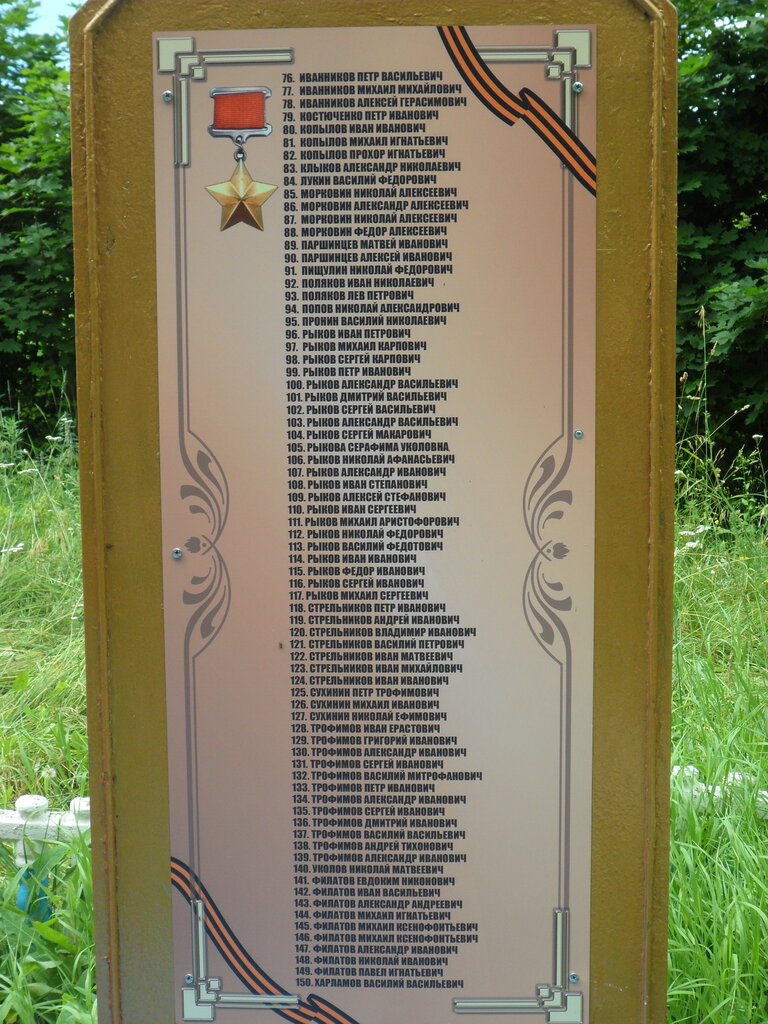 76. ИВАННИКОВ ПЕТР ВАСИЛЬЕВИЧ
77. ИВАННИКОВ МИХАИЛ МИХАЙЛОВИЧ
78. ИВАННИКОВ АЛЕКСЕЙ ГЕРАСИМОВИЧ
79. КОСТЮЧЕНКО ПЕТР ИВАНОВИЧ
80. КОПЫЛОВ ИВАН ИВАНОВИЧ
81. КОПЫЛОВ МИХАИЛ ИГНАТЬЕВИЧ
82. КОПЫЛОВ ПРОХОР ИГНАТЬЕВИЧ
83. КЛЫКОВ АЛЕКСАНДР НИКОЛАЕВИЧ
84. ЛУКИН ВАСИЛИЙ ФЕДОРОВИЧ
85. МОРКОВИН НИКОЛАЙ АЛЕКСЕЕВИЧ
86. МОРКОВИН АЛЕКСАНДР АЛЕКСЕЕВИЧ
87. МОРКОВИН НИКОЛАЙ АЛЕКСЕЕВИЧ
88. МОРКОВИН ФЕДОР АЛЕКСЕЕВИЧ
89. ПАРШИНЦЕВ МАТВЕЙ ИВАНОВИЧ
90. ПАРШИНЦЕВ АЛЕКСЕЙ ИВАНОВИЧ
91. ПИЩУЛИН НИКОЛАЙ ФЕДОРОВИЧ
92. ПОЛЯКОВ ИВАН НИКОЛАЕВИЧ
93. ПОЛЯКОВ ЛЕВ ПЕТРОВИЧ
94. ПОПОВ НИКОЛАЙ АЛЕКСАНДРОВИЧ
95. ПРОНИН ВАСИЛИЙ НИКОЛАЕВИЧ
96. РЫКОВ ИВАН ПЕТРОВИЧ
97. РЫКОВ МИХАИЛ КАРПОВИЧ
98. РЫКОВ СЕРГЕЙ КАРПОВИЧ
99. РЫКОВ ПЕТР ИВАНОВИЧ
100. РЫКОВ АЛЕКСАНДР ВАСИЛЬЕВИЧ
101. РЫКОВ ДМИТРИЙ ВАСИЛЬЕВИЧ
102. РЫКОВ СЕРГЕЙ ВАСИЛЬЕВИЧ
103. РЫКОВ АЛЕКСАНДР ВАСИЛЬЕВИЧ
104. РЫКОВ СЕРГЕЙ МАКАРОВИЧ
105. РЫКОВА СЕРАФИМА УКОЛОВНА
106. РЫКОВ НИКОЛАЙ АФАНАСЬЕВИЧ
107. РЫКОВ АЛЕКСАНДР ИВАНОВИЧ
108. РЫКОВ ИВАН СТЕПАНОВИЧ
109. РЫКОВ АЛЕКСЕЙ СТЕФАНОВИЧ
110. РЫКОВ ИВАН СЕРГЕЕВИЧ
111. РЫКОВ МИХАИЛ АРИСТОФОРОВИЧ
112. РЫКОВ НИКОЛАЙ ФЕДОРОВИЧ
113. РЫКОВ ВАСИЛИЙ ФЕДОТОВИЧ
114. РЫКОВ ИВАН ИВАНОВИЧ
115. РЫКОВ ФЕДОР ИВАНОВИЧ
116. РЫКОВ СЕРГЕЙ ИВАНОВИЧ
117. РЫКОВ МИХАИЛ СЕРГЕЕВИЧ
118. СТРЕЛЬНИКОВ ПЕТР ИВАНОВИЧ
119. СТРЕЛЬНИКОВ АНДРЕЙ ИВАНОВИЧ
120. СТРЕЛЬНИКОВ ВЛАДИМИР ИВАНОВИЧ
121. СТРЕЛЬНИКОВ ВАСИЛИЙ ПЕТРОВИЧ
122. СТРЕЛЬНИКОВ ИВАН МАТВЕЕВИЧ
123. СТРЕЛЬНИКОВ ИВАН МИХАЙЛОВИЧ
124. СТРЕЛЬНИКОВ ИВАН ИВАНОВИЧ
125. СУХИНИН ПЕТР ТРОФИМОВИЧ
126. СУХИНИН МИХАИЛ ИВАНОВИЧ
127. СУХИНИН НИКОЛАЙ ЕФИМОВИЧ
128. ТРОФИМОВ ИВАН ЕРАСТОВИЧ
129. ТРОФИМОВ ГРИГОРИЙ ИВАНОВИЧ
130. ТРОФИМОВ АЛЕКСАНДР ИВАНОВИЧ
131. ТРОФИМОВ СЕРГЕЙ ИВАНОВИЧ
132. ТРОФИМОВ ВАСИЛИЙ МИТРОФАНОВИЧ
133. ТРОФИМОВ ПЕТР ИВАНОВИЧ
134. ТРОФИМОВ АЛЕКСАНДР ИВАНОВИЧ
135. ТРОФИМОВ СЕРГЕЙ ИВАНОВИЧ
136. ТРОФИМОВ ДМИТРИЙ ИВАНОВИЧ
137. ТРОФИМОВ ВАСИЛИЙ ВАСИЛЬЕВИЧ
138. ТРОФИМОВ АНДРЕЙ ТИХОНОВИЧ
139. ТРОФИМОВ АЛЕКСАНДР ИВАНОВИЧ
140. УКОЛОВ НИКОЛАЙ МАТВЕЕВИЧ
141. ФИЛАТОВ ЕВДОКИМ НИКОНОВИЧ
142. ФИЛАТОВ ИВАН ВАСИЛЬЕВИЧ
143. ФИЛАТОВ АЛЕКСАНДР АНДРЕЕВИЧ
144. ФИЛАТОВ МИХАИЛ ИГНАТЬЕВИЧ
145. ФИЛАТОВ МИХАИЛ КСЕНОФОНТЬЕВИЧ
146. ФИЛАТОВ МИХАИЛ КСЕНОФОНТЬЕВИЧ
147. ФИЛАТОВ АЛЕКСАНДР ИВАНОВИЧ
148. ФИЛАТОВ НИКОЛАЙ ИВАНОВИЧ
149. ФИЛАТОВ ПАВЕЛ ИГНАТЬЕВИЧ
150. ХАРЛАМОВ ВАСИЛИЙ ВАСИЛЬЕВИЧ